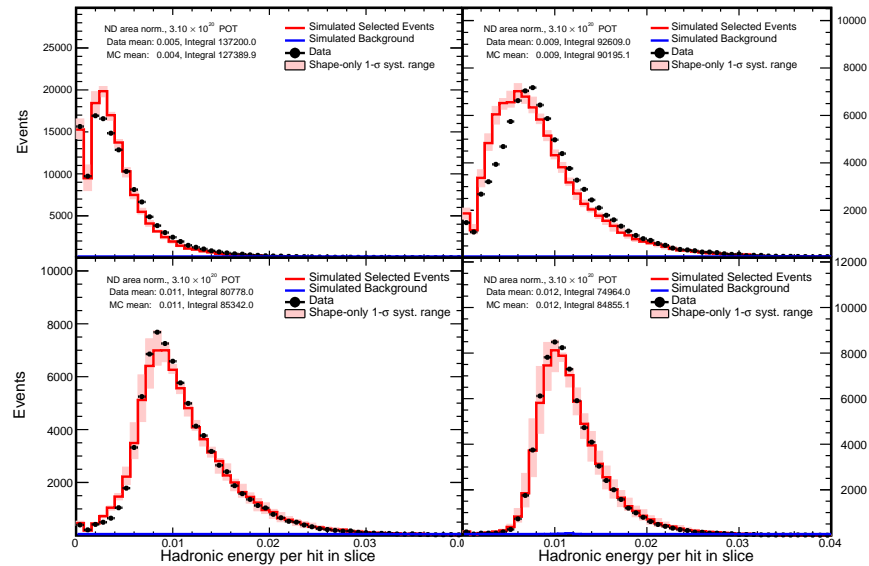 ND area norm., 3.10 × 10²⁰ POT
Data mean: 0.005, Integral 137200.0
MC mean: 0.004, Integral 127389.9
Simulated Selected Events
Simulated Background
Data
Shape-only 1-σ syst. range
Events
25000
20000
15000
10000
5000
ND area norm., 3.10 × 10²⁰ POT
Data mean: 0.009, Integral 92609.0
MC mean: 0.009, Integral 90195.1
Simulated Selected Events
Simulated Background
Data
Shape-only 1-σ syst. range
10000
8000
6000
4000
2000
ND area norm., 3.10 × 10²⁰ POT
Data mean: 0.011, Integral 80778.0
MC mean: 0.011, Integral 85342.0
Simulated Selected Events
Simulated Background
Data
Shape-only 1-σ syst. range
Events
10000
8000
6000
4000
2000
0 0.01 0.02 0.03 0.0
Hadronic energy per hit in slice
ND area norm., 3.10 × 10²⁰ POT
Data mean: 0.012, Integral 74964.0
MC mean: 0.012, Integral 84855.1
Simulated Selected Events
Simulated Background
Data
Shape-only 1-σ syst. range
12000
10000
8000
6000
4000
2000
0
0.01 0.02 0.03 0.04
Hadronic energy per hit in slice